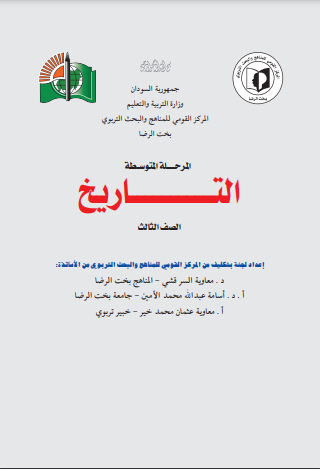 جمهورية السودان
وزارة التربية والتعليم
المركز القومي للمناهج والبحث التربوي
بخت الرضا
المرحلة المتوسطة
التاريخ
الصف الثالث
إعداد لجنة بتكليف من المركز القومي للمناهج والبحث التربوي من الأساتذة:
د. معاوية السر قشي - المناهج بخت الرضا
أ. د. أسامة عبدالله محمد الأمين - جامعة بخت الرضا
أ. معاوية عثمان محمد خير - خبير تربوي
بخت الرضا